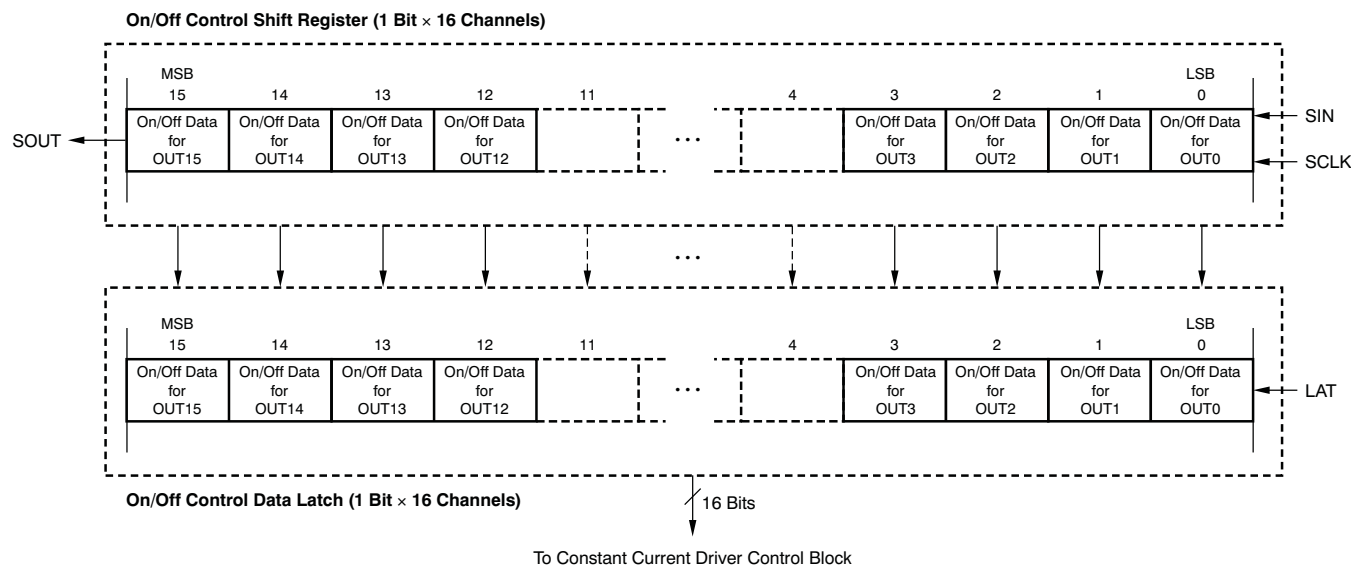 On/Off Control Shift Register (1 Bit × 16 Channels)
MSB LSB
15 14 13 12 11 4 3 2 1 0
SOUT
On/Off Data for OUT15
On/Off Data for OUT14
On/Off Data for OUT13
On/Off Data for OUT12
...
On/Off Data for OUT3
On/Off Data for OUT2
On/Off Data for OUT1
On/Off Data for OUT0
SIN
SCLK
...
MSB LSB
15 14 13 12 11 4 3 2 1 0
On/Off Data for OUT15
On/Off Data for OUT14
On/Off Data for OUT13
On/Off Data for OUT12
...
On/Off Data for OUT3
On/Off Data for OUT2
On/Off Data for OUT1
On/Off Data for OUT0
LAT
On/Off Control Data Latch (1 Bit × 16 Channels)
16 Bits
To Constant Current Driver Control Block